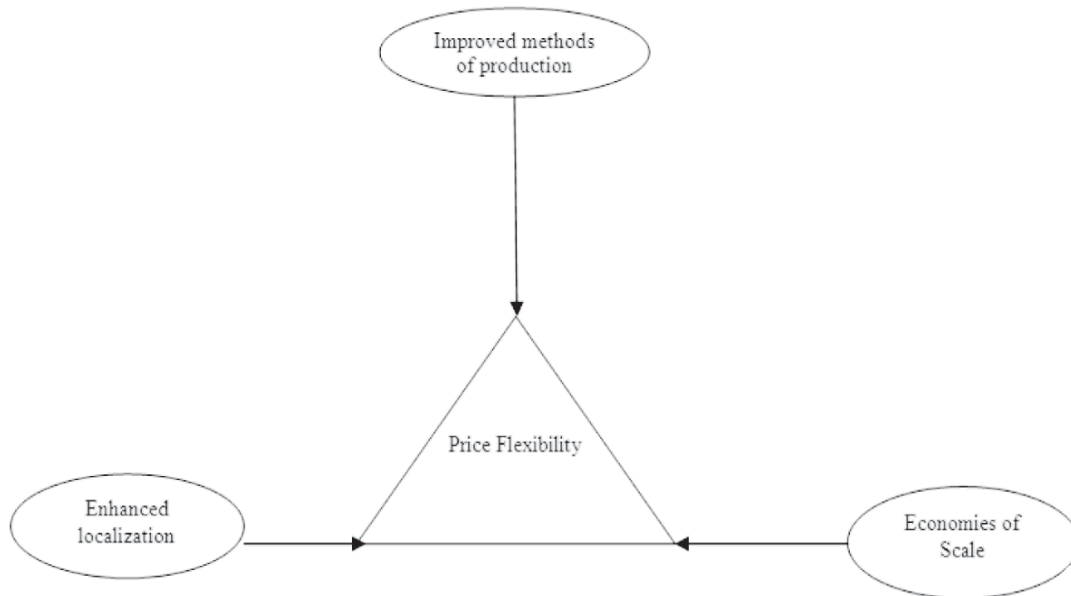 Improved methods
of production
Price Flexibility
Enhanced
localization
Economies of
Scale